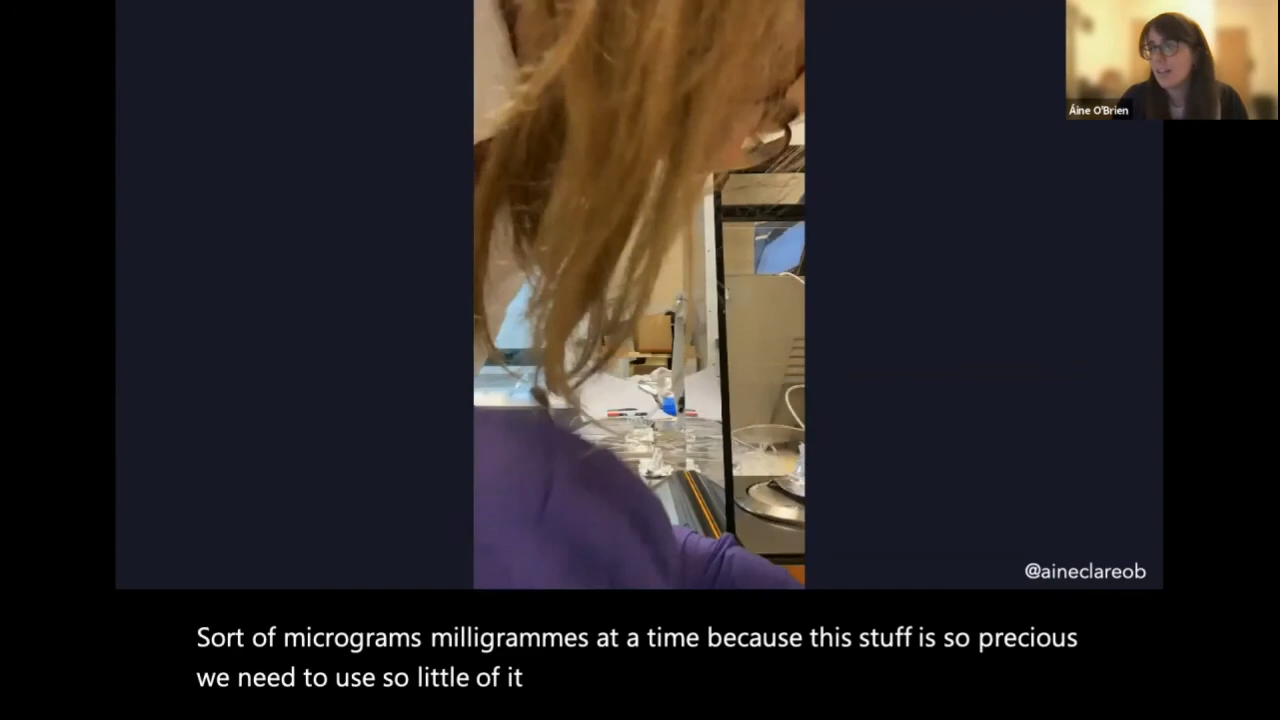 Áine O'Brien
@aineclareob
Sort of micrograms milligrammes at a time because this stuff is so precious
we need to use so little of it